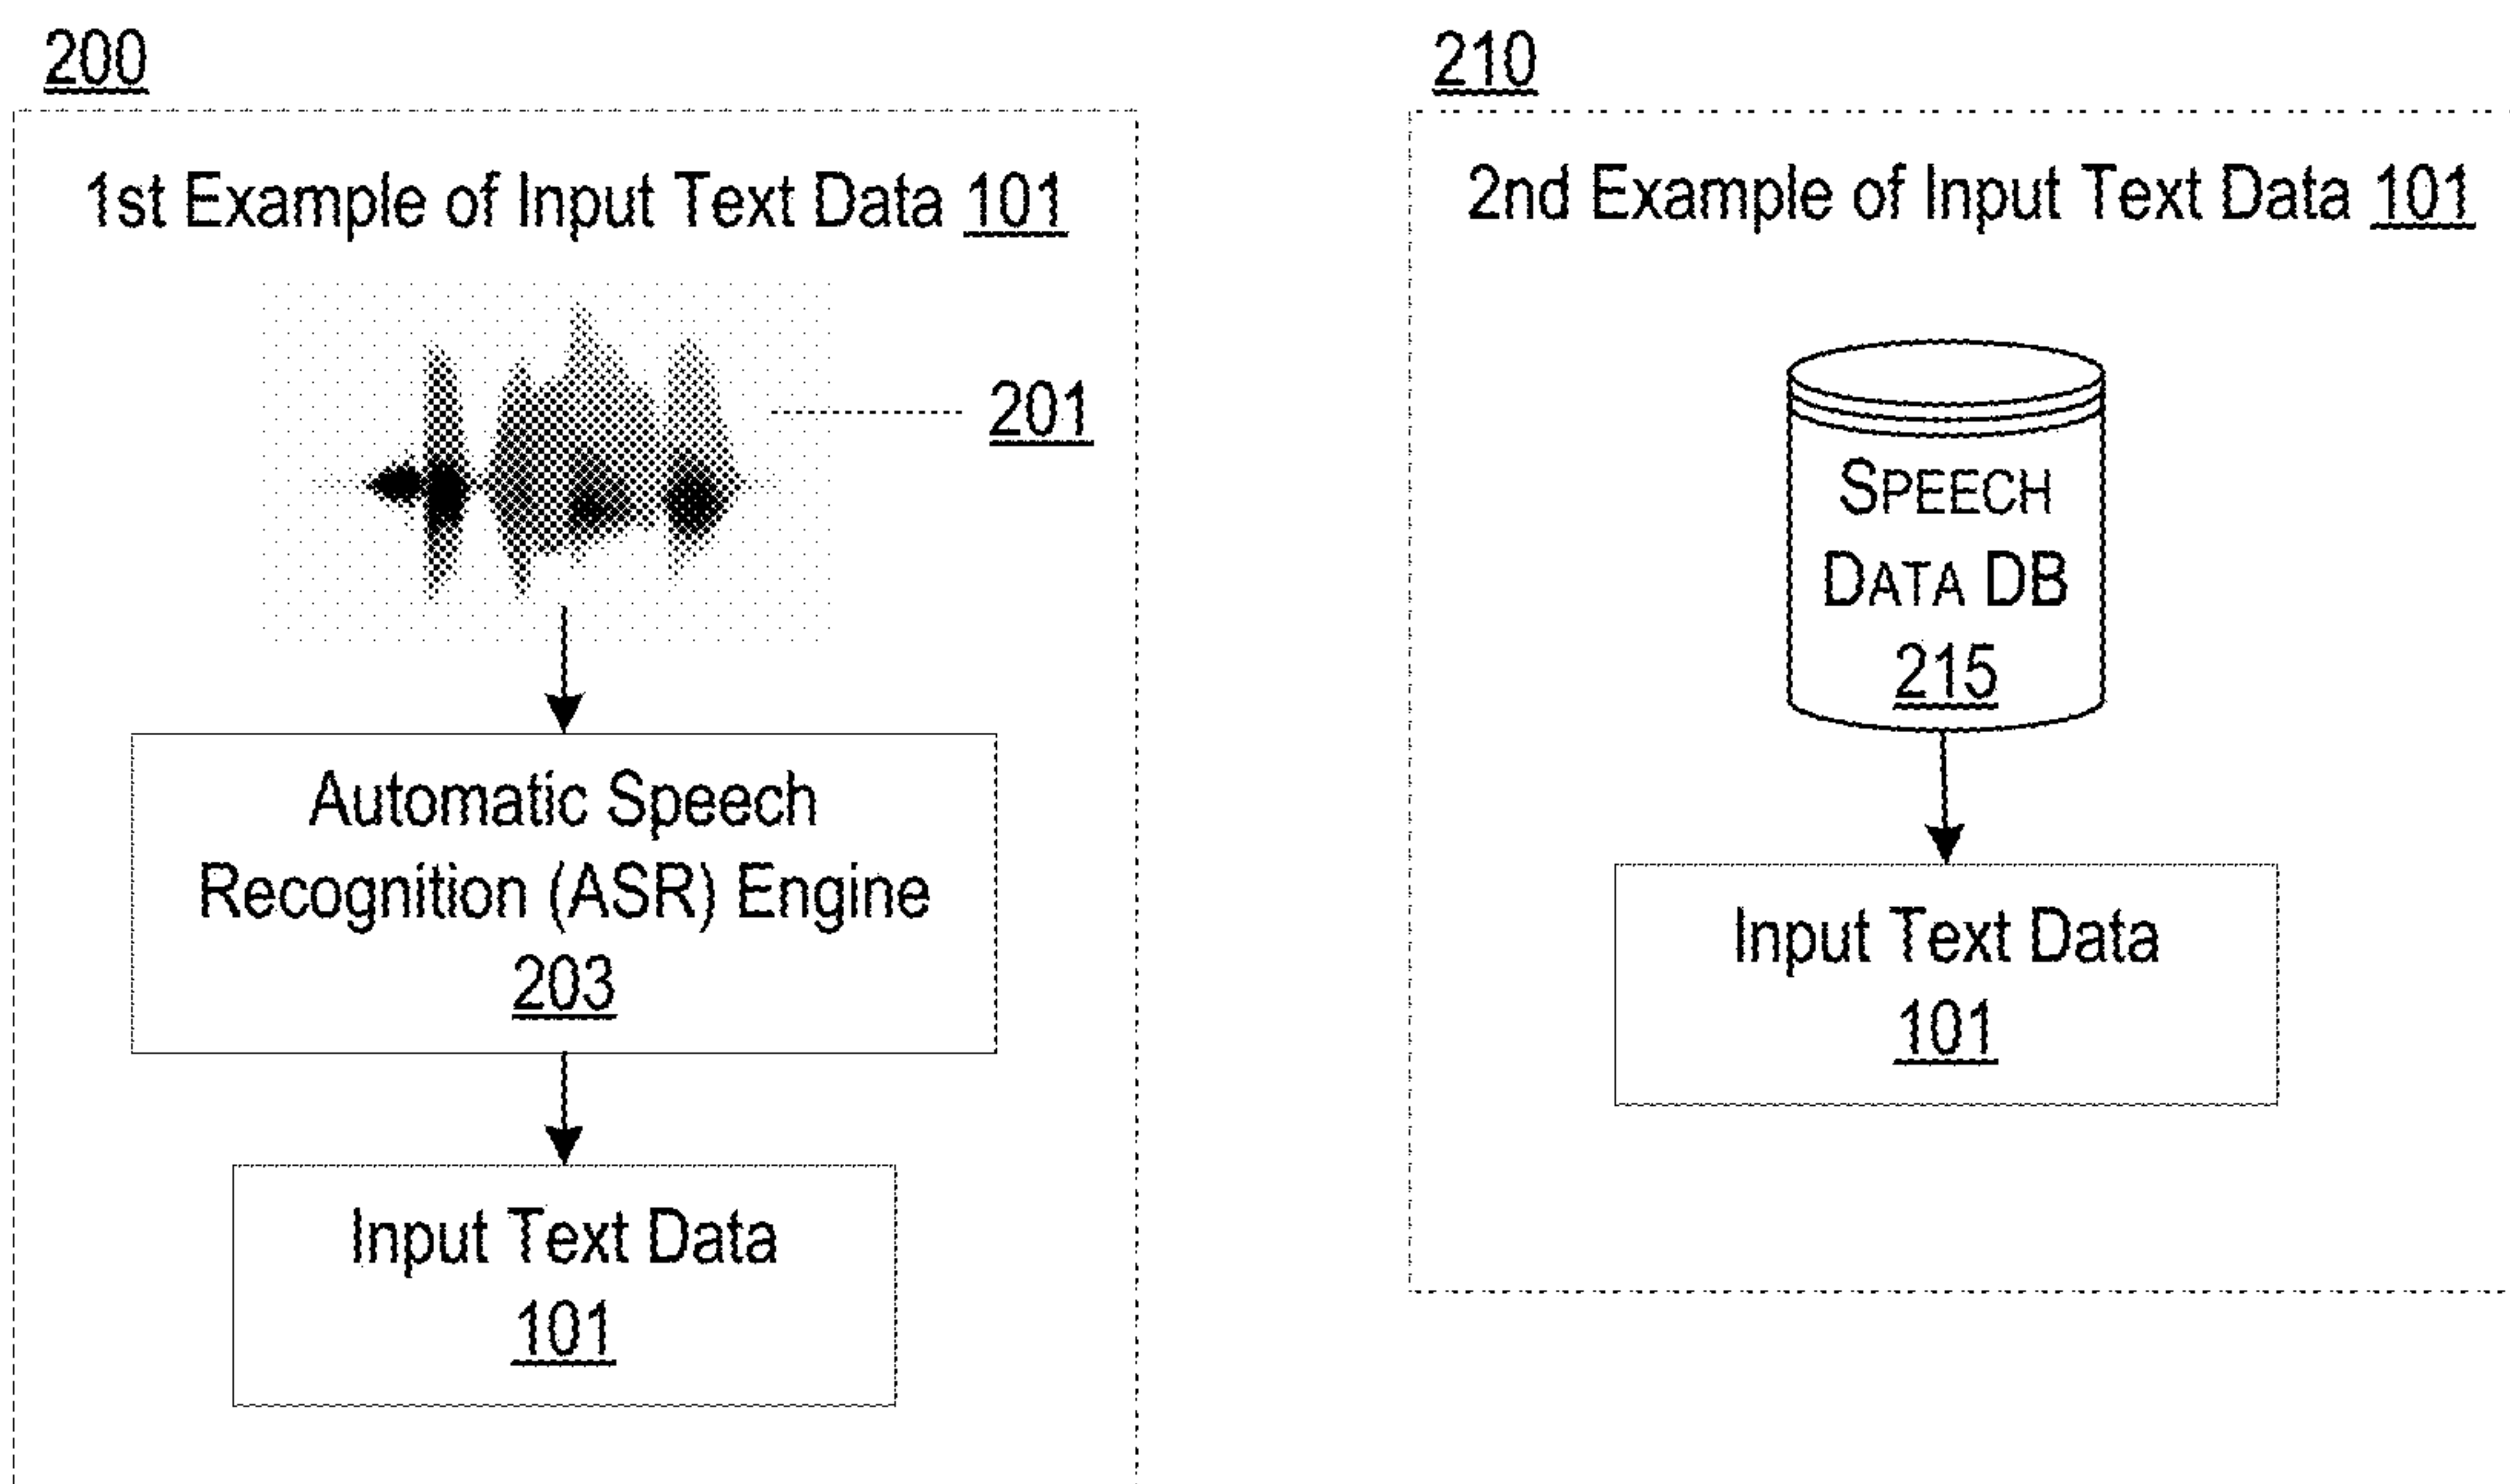 200
1st Example of Input Text Data 101
201
Automatic Speech
Recognition (ASR) Engine
203
Input Text Data
101
210
2nd Example of Input Text Data 101
SPEECH
DATA DB
215
Input Text Data
101